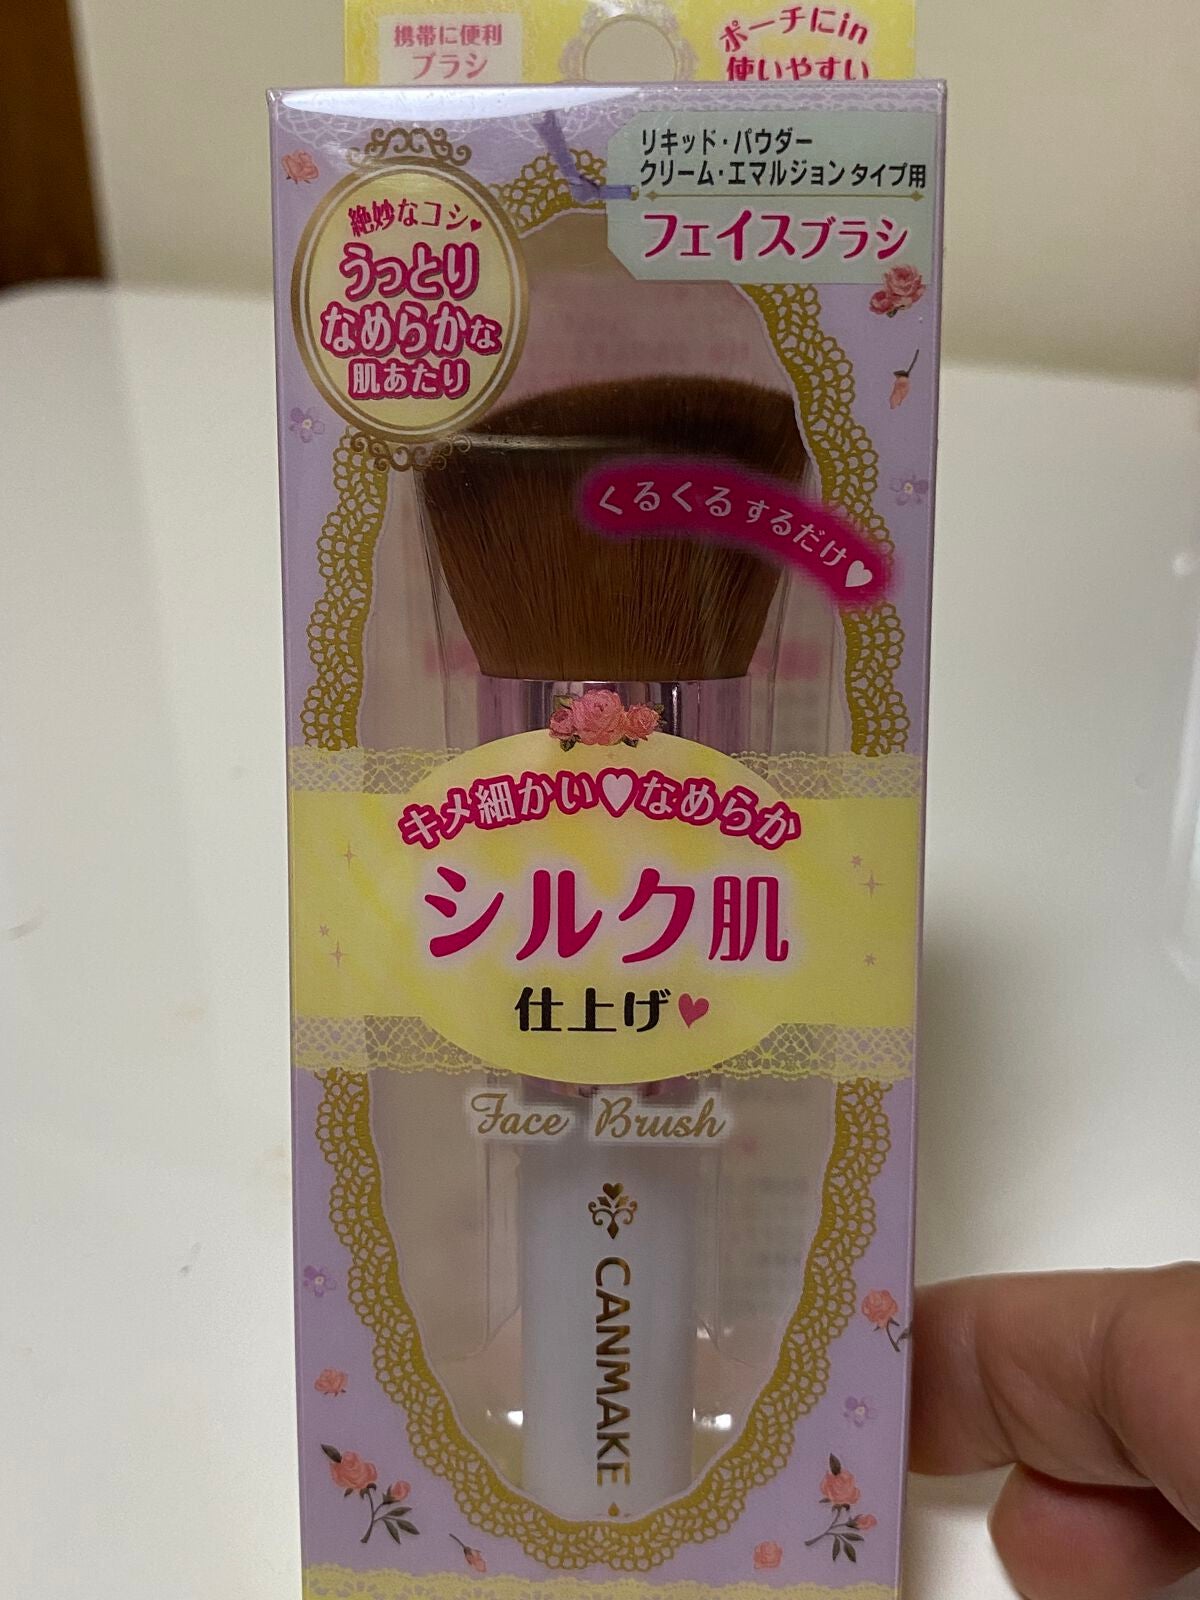 携帯に便利
ブラシ
ポーチにin
使いやすい
リキッド・パウダー
クリーム・エマルジョンタイプ用
フェイスブラシ
絶妙なコシ♥
うっとり
なめらかな
肌あたり
くるくるするだけ♥
キメ細かい♥なめらか
シルク肌
仕上げ♥
Face Brush
CANMAKE